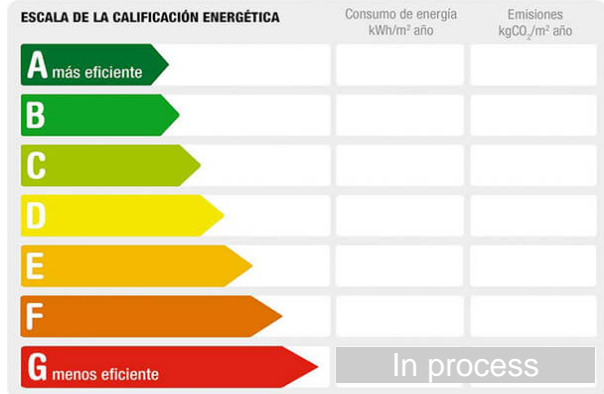 ESCALA DE LA CALIFICACIÓN ENERGÉTICA
Consumo de energía
kWh/m² año
Emisiones
kgCO₂/m² año
A más eficiente
B
C
D
E
F
G menos eficiente
In process